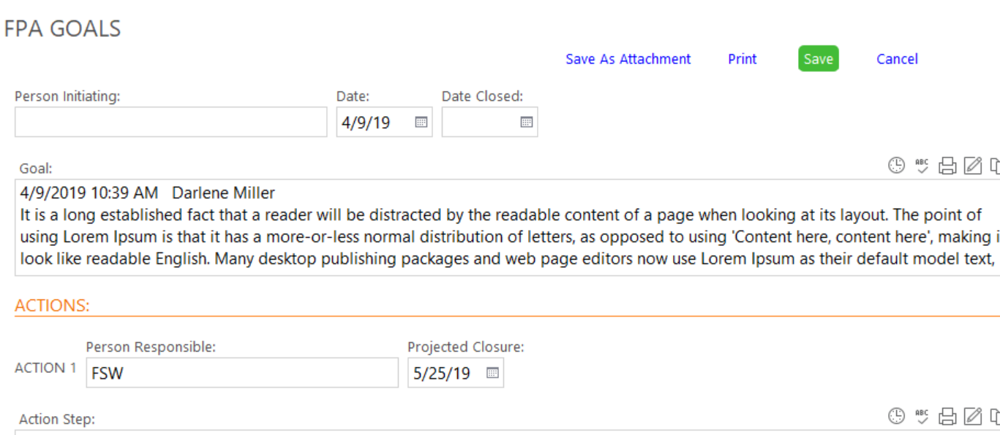 FPA GOALS
Save As Attachment Print Save Cancel
Person Initiating: Date: Date Closed:
4/9/19
Goal: ABC
4/9/2019 10:39 AM Darlene Miller
It is a long established fact that a reader will be distracted by the readable content of a page when looking at its layout. The point of
using Lorem Ipsum is that it has a more-or-less normal distribution of letters, as opposed to using 'Content here, content here', making
look like readable English. Many desktop publishing packages and web page editors now use Lorem Ipsum as their default model text,
ACTIONS:
Person Responsible: Projected Closure:
ACTION 1 FSW 5/25/19
Action Step: ABC